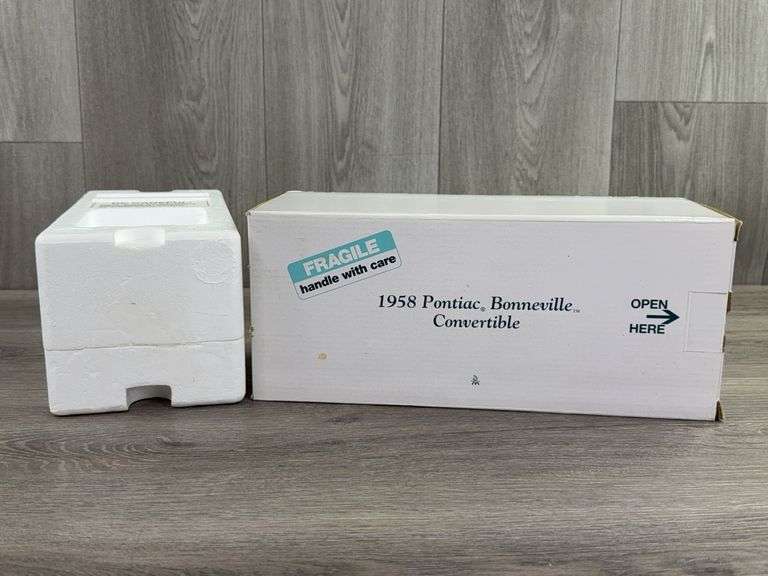 FRAGILE
handle with care
1958 Pontiac® Bonneville™
Convertible
OPEN
HERE